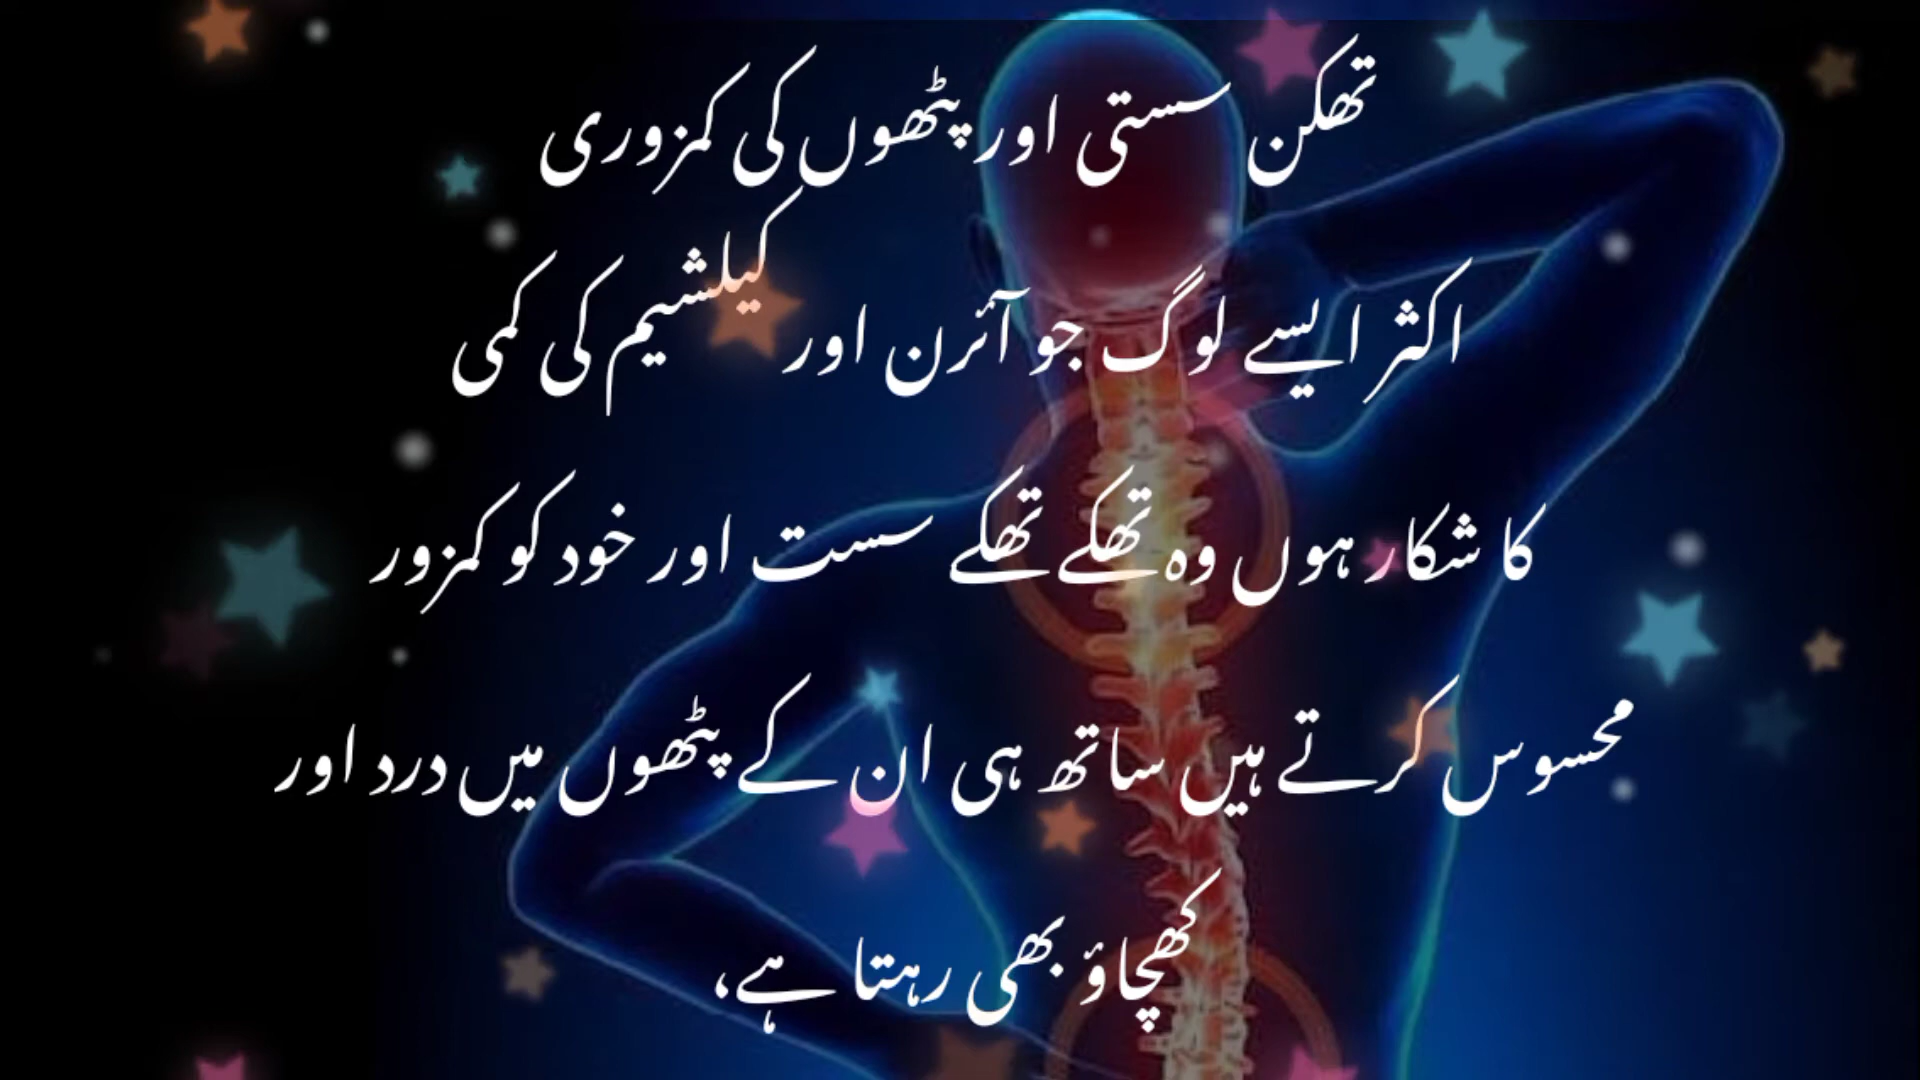 تھکن سستی اور پٹھوں کی کمزوری
اکثر ایسے لوگ جو آئرن اور کیلشیم کی کمی
کا شکار ہوں وہ تھکے تھکے سست اور خود کو کمزور
محسوس کرتے ہیں ساتھ ہی ان کے پٹھوں میں درد اور
کھچاؤ بھی رہتا ہے،